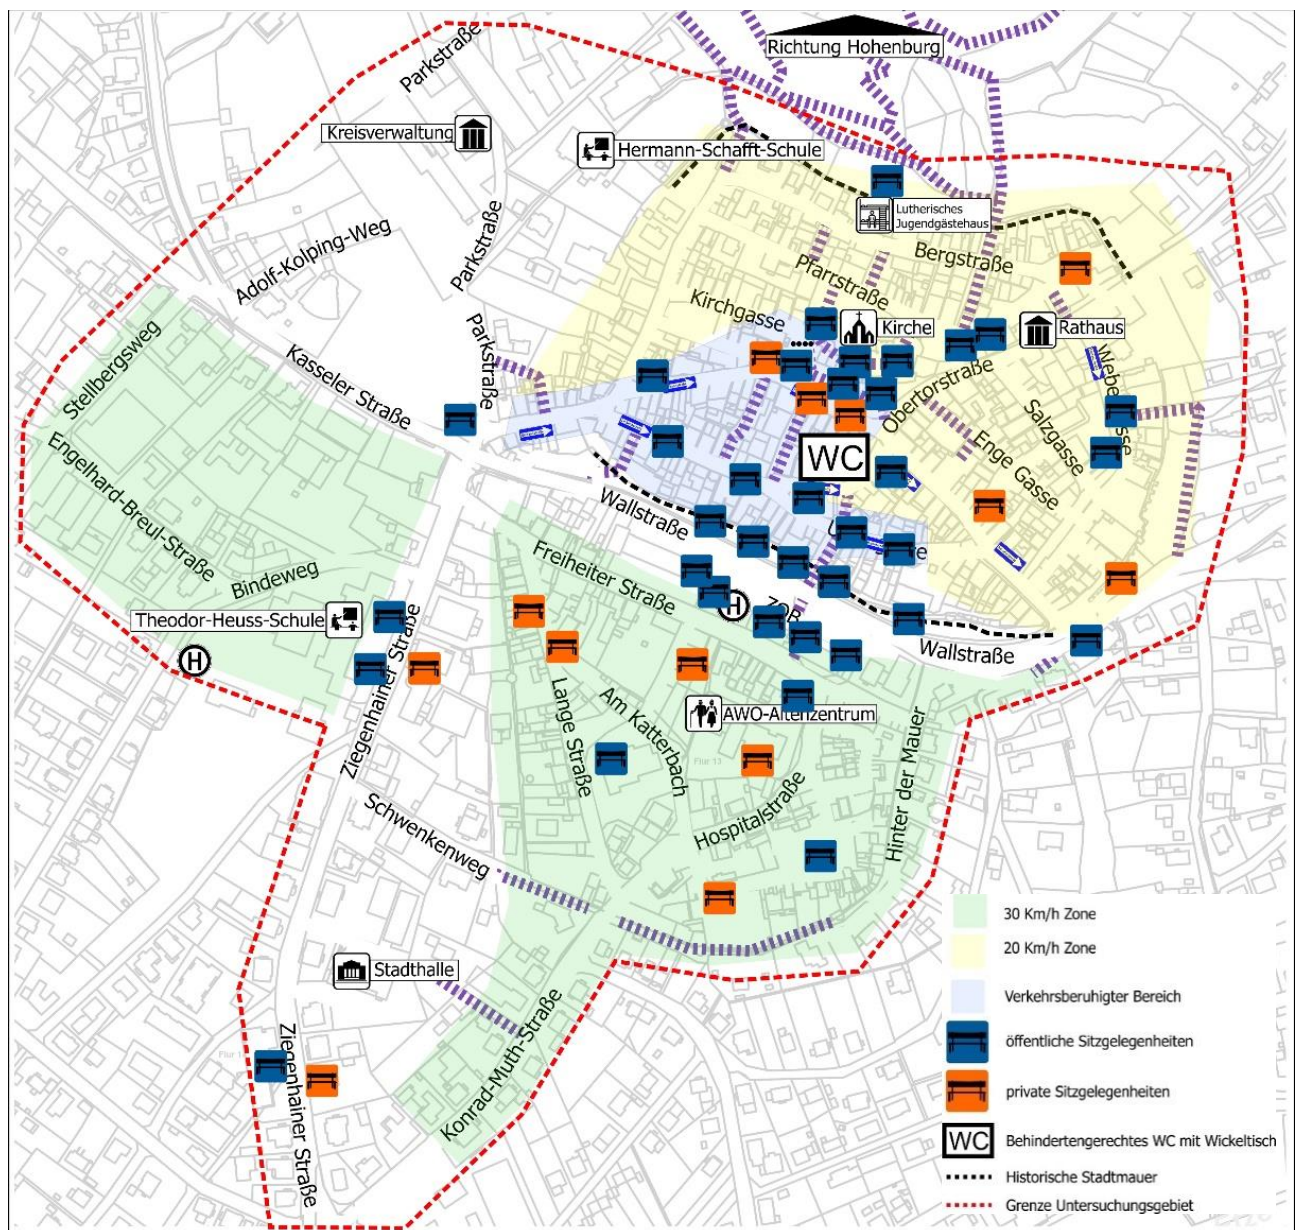 Richtung Hohenburg
Parkstraße
Kreisverwaltung
Hermann-Schafft-Schule
Lutherisches
Jugendgästehaus
Parkstraße
Adolf-Kolping-Weg
Bergstraße
Pfarrstraße
Kirchgasse
Kirche
Rathaus
Parkstraße
Stellbergsweg
Kasseler Straße
Obertorstraße
Salzgasse
Enge Gasse
WC
Engelhard-Breul-Straße
Wallstraße
Freiheiter Straße
Bindeweg
Theodor-Heuss-Schule
H
H
ZOB
Wallstraße
Ziegenhainer Straße
Lange Straße
Am Katterbach
AWO-Altenzentrum
Flur 13
Hinter der Mauer
Hospitalstraße
Schwenkenweg
Stadthalle
Konrad-Muth-Straße
Ziegenhainer Straße
30 Km/h Zone
20 Km/h Zone
Verkehrsberuhigter Bereich
öffentliche Sitzgelegenheiten
private Sitzgelegenheiten
WC Behindertengerechtes WC mit Wickeltisch
Historische Stadtmauer
Grenze Untersuchungsgebiet